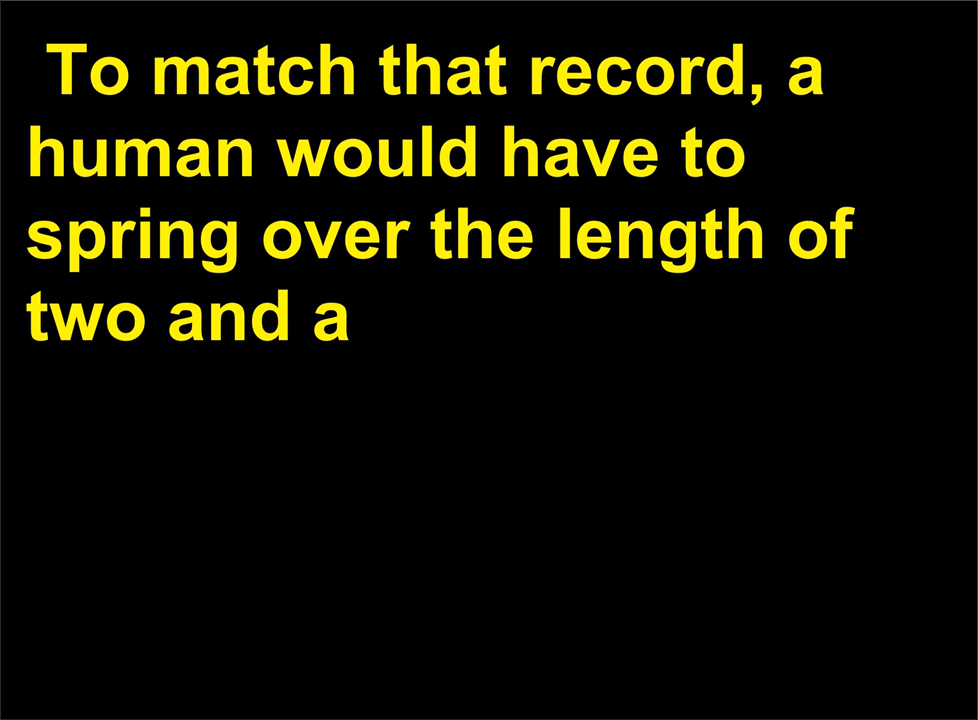 To match that record, a
human would have to
spring over the length of
two and a